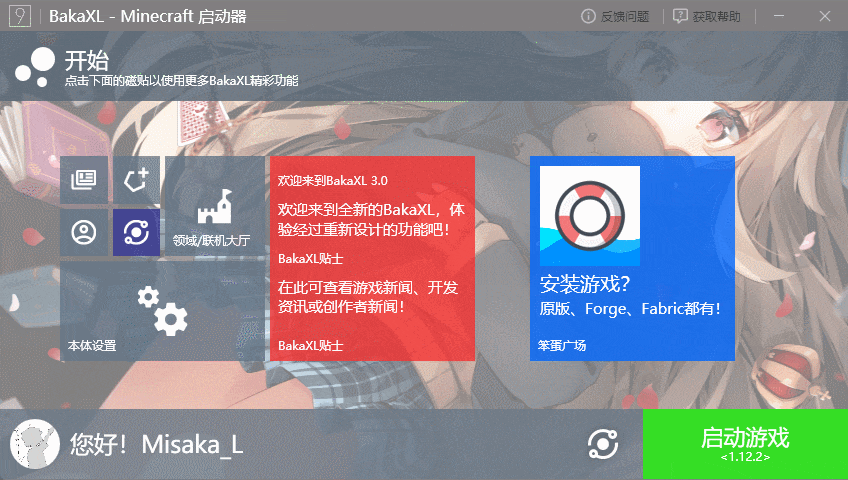 BakaXL - Minecraft 启动器
反馈问题
获取帮助
开始
点击下面的磁贴以使用更多BakaXL精彩功能
领域/联机大厅
本体设置
欢迎来到BakaXL 3.0
欢迎来到全新的BakaXL，体
验经过重新设计的功能吧！
BakaXL贴士
在此可查看游戏新闻、开发
资讯或创作者新闻！
BakaXL贴士
安装游戏？
原版、Forge、Fabric都有！
笨蛋广场
您好！Misaka_L
启动游戏
<1.12.2>